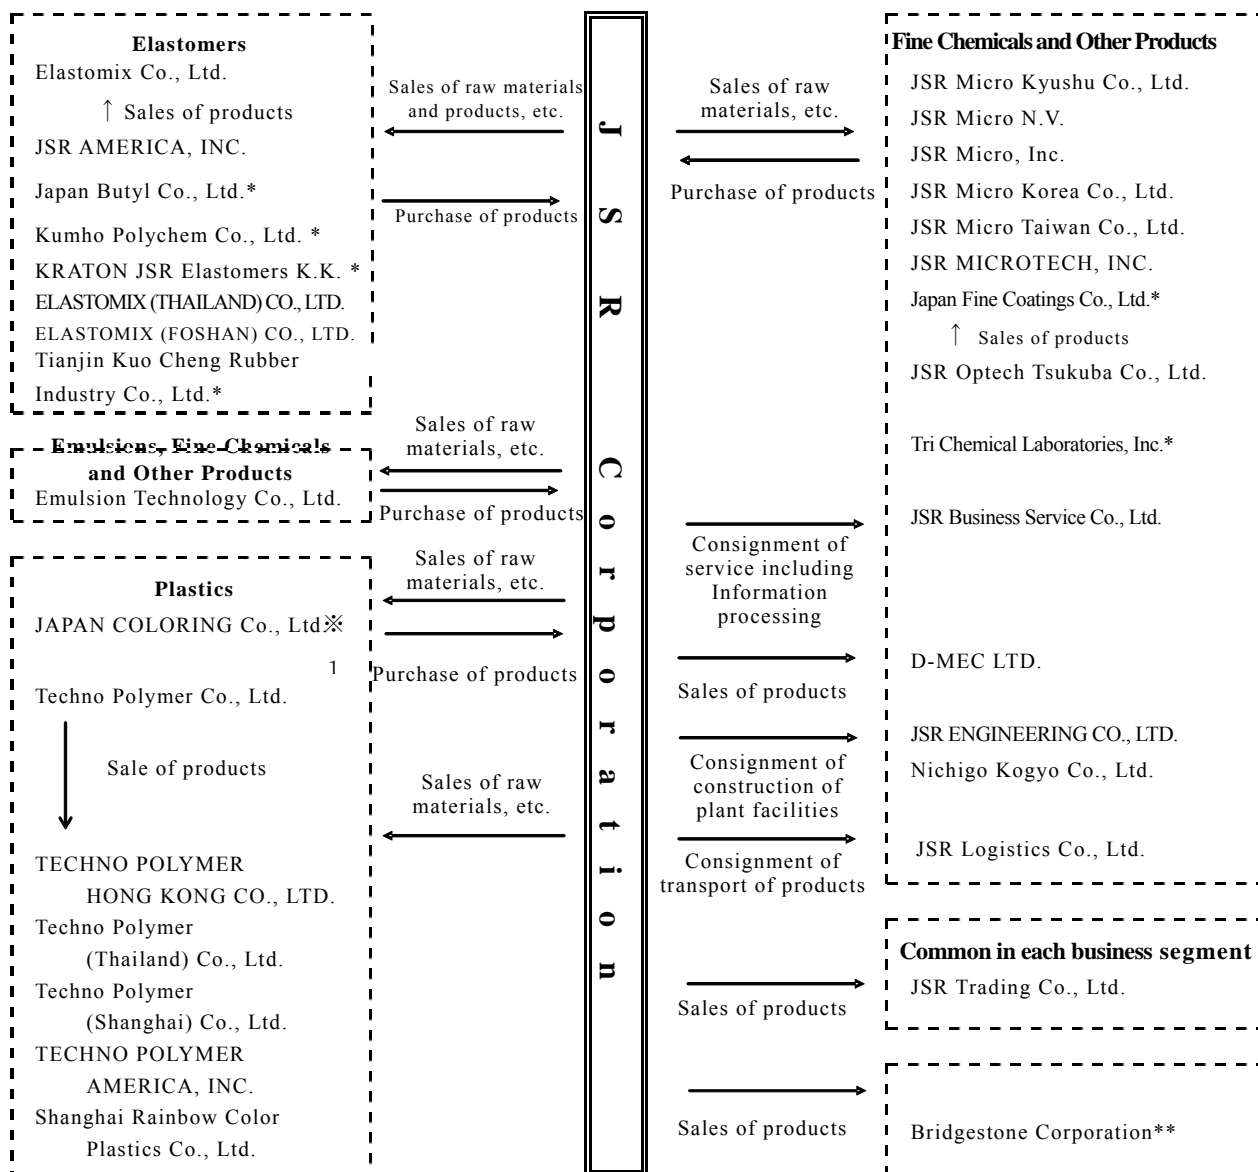 Elastomers
Elastomix Co., Ltd.
↑ Sales of products
JSR AMERICA, INC.
Japan Butyl Co., Ltd.*
Kumho Polychem Co., Ltd. *
KRATON JSR Elastomers K.K. *
ELASTOMIX (THAILAND) CO., LTD.
ELASTOMIX (FOSHAN) CO., LTD.
Tianjin Kuo Cheng Rubber
Industry Co., Ltd.*
Sales of raw materials
and products, etc.
Purchase of products
Emulsions, Fine Chemicals
and Other Products
Emulsion Technology Co., Ltd.
Sales of raw
materials, etc.
Purchase of products
Plastics
JAPAN COLORING Co., Ltd※
1
Techno Polymer Co., Ltd.
Sale of products
TECHNO POLYMER
HONG KONG CO., LTD.
Techno Polymer
(Thailand) Co., Ltd.
Techno Polymer
(Shanghai) Co., Ltd.
TECHNO POLYMER
AMERICA, INC.
Shanghai Rainbow Color
Plastics Co., Ltd.
Sales of raw
materials, etc.
Purchase of products
Sales of raw
materials, etc.
JSR Corporation
Sales of raw
materials, etc.
Purchase of products
Consignment of
service including
Information
processing
Sales of products
Consignment of
construction of
plant facilities
Consignment of
transport of products
Sales of products
Sales of products
Fine Chemicals and Other Products
JSR Micro Kyushu Co., Ltd.
JSR Micro N.V.
JSR Micro, Inc.
JSR Micro Korea Co., Ltd.
JSR Micro Taiwan Co., Ltd.
JSR MICROTECH, INC.
Japan Fine Coatings Co., Ltd.*
↑ Sales of products
JSR Optech Tsukuba Co., Ltd.
Tri Chemical Laboratories, Inc.*
JSR Business Service Co., Ltd.
D-MEC LTD.
JSR ENGINEERING CO., LTD.
Nichigo Kogyo Co., Ltd.
JSR Logistics Co., Ltd.
Common in each business segment
JSR Trading Co., Ltd.
Bridgestone Corporation**